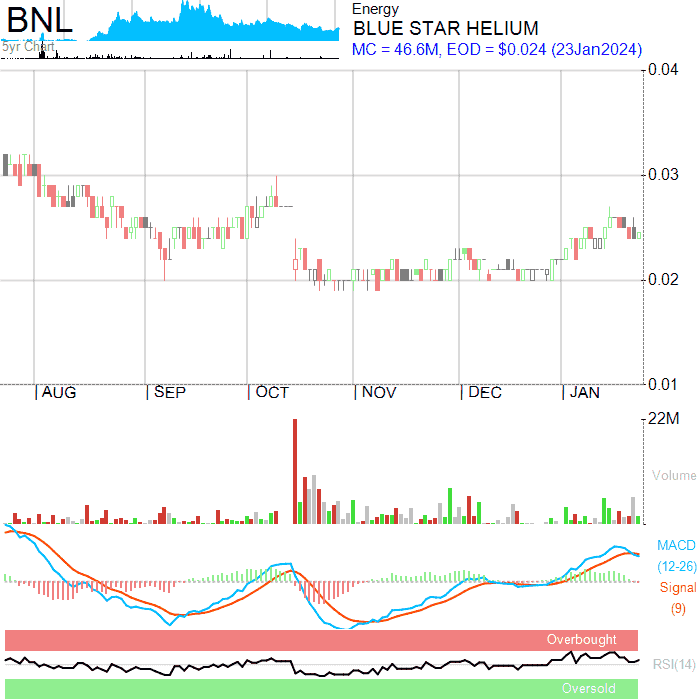 BNL
5yr Chart
Energy
BLUE STAR HELIUM
MC = 46.6M, EOD = $0.024 (23Jan2024)
0.04
0.03
0.02
0.01
AUG SEP OCT NOV DEC JAN
22M
Volume
MACD
(12-26)
Signal
(9)
Overbought
RSI(14)
Oversold